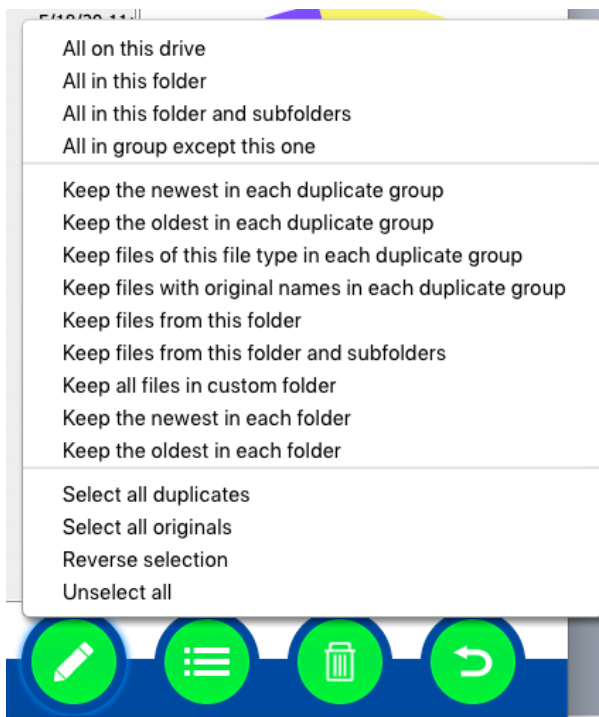 All on this drive
All in this folder
All in this folder and subfolders
All in group except this one
Keep the newest in each duplicate group
Keep the oldest in each duplicate group
Keep files of this file type in each duplicate group
Keep files with original names in each duplicate group
Keep files from this folder
Keep files from this folder and subfolders
Keep all files in custom folder
Keep the newest in each folder
Keep the oldest in each folder
Select all duplicates
Select all originals
Reverse selection
Unselect all